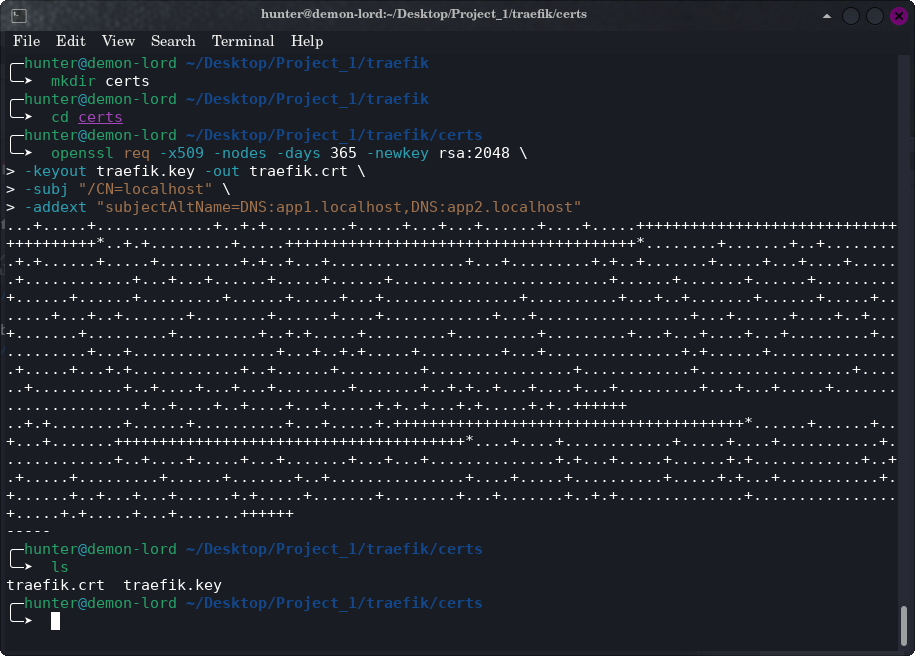 hunter@demon-lord:~/Desktop/Project_1/traefik/certs
File Edit View Search Terminal Help
hunter@demon-lord ~/Desktop/Project_1/traefik
mkdir certs
hunter@demon-lord ~/Desktop/Project_1/traefik
cd certs
hunter@demon-lord ~/Desktop/Project_1/traefik/certs
openssl req -x509 -nodes -days 365 -newkey rsa:2048 \
> -keyout traefik.key -out traefik.crt \
> -subj "/CN=localhost" \
> -addext "subjectAltName=DNS:app1.localhost,DNS:app2.localhost"
-----
hunter@demon-lord ~/Desktop/Project_1/traefik/certs
ls
traefik.crt  traefik.key
hunter@demon-lord ~/Desktop/Project_1/traefik/certs